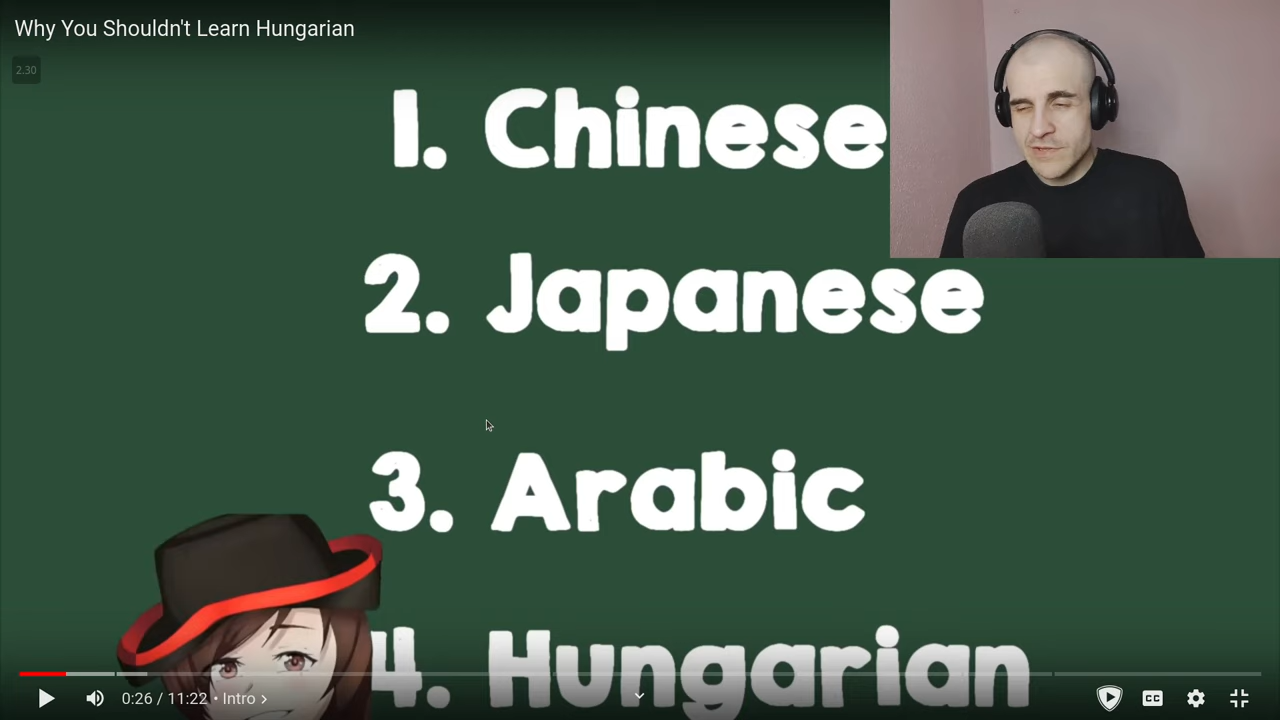 Why You Shouldn't Learn Hungarian
2.30
1. Chinese
2. Japanese
3. Arabic
4. Hungarian
0:26 / 11:22 • Intro >
CC